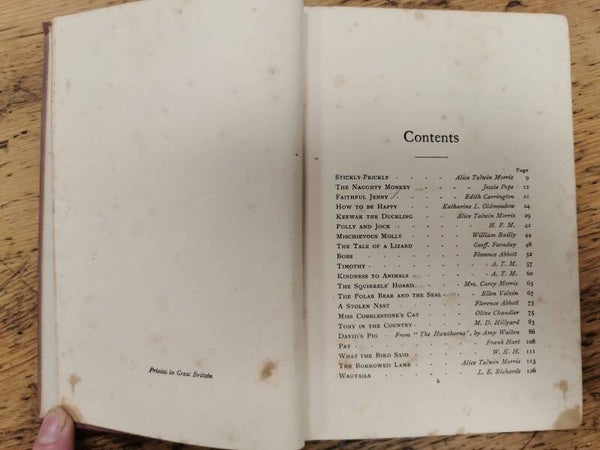 Printed in Great Britain
Contents
Page
Stickly-Prickly - - - - Alice Talwin Morris 9
The Naughty Monkey - - - - Jessie Pope 12
Faithful Jenny - - - - Edith Carrington 21
How to be Happy - - - Katharine L. Oldmeadow 24
Keewak the Duckling - - - Alice Talwin Morris 29
Polly and Jock - - - - - H. F. M. 42
Mischievous Molly - - - - William Bailly 44
The Tale of a Lizard - - - - Geoff. Faraday 48
Bobs - - - - - - Florence Abbott 52
Timothy - - - - - - A. T. M. 57
Kindness to Animals - - - - - A. T. M. 60
The Squirrels' Hoard - - - Mrs. Carey Morris 63
The Polar Bear and the Seal - - - Ellen Velvin 67
A Stolen Nest - - - - Florence Abbott 73
Miss Cobblestone's Cat - - - Olive Chandler 75
Tony in the Country - - - - M. D. Hillyard 79
David's Pig - - From "The Hawthorns", by Amy Walton 86
Pat - - - - - - Frank Hart 108
What the Bird Said - - - - W. K. H. 111
The Borrowed Lamb - - - Alice Talwin Morris 113
Wagtails - - - - - L. E. Richards 126